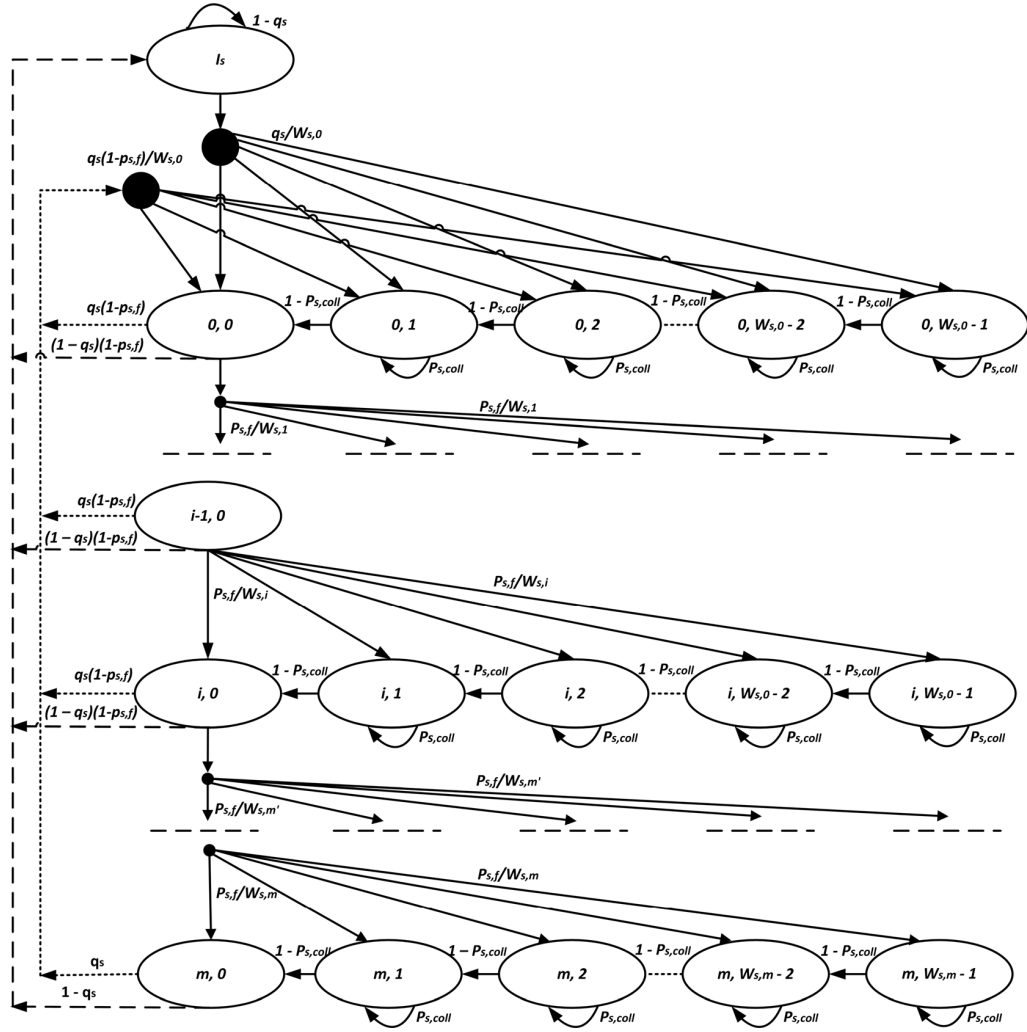 1 - qs
Is
qs/Ws,0
qs(1-ps,f)/Ws,0
qs(1-ps,f)
1 - Ps,coll
1 - Ps,coll
1 - Ps,coll
1 - Ps,coll
0, 0
0, 1
0, 2
0, Ws,0 - 2
0, Ws,0 - 1
(1 – qs)(1-ps,f)
Ps,coll
Ps,coll
Ps,coll
Ps,coll
Ps,f/Ws,1
Ps,f/Ws,1
qs(1-ps,f)
i-1, 0
(1 – qs)(1-ps,f)
Ps,f/Ws,i
Ps,f/Ws,i
qs(1-ps,f)
1 - Ps,coll
1 - Ps,coll
1 - Ps,coll
1 - Ps,coll
i, 0
i, 1
i, 2
i, Ws,0 - 2
i, Ws,0 - 1
(1 – qs)(1-ps,f)
Ps,coll
Ps,coll
Ps,coll
Ps,coll
Ps,f/Ws,m'
Ps,f/Ws,m'
Ps,f/Ws,m
Ps,f/Ws,m
1 - Ps,coll
1 – Ps,coll
1 - Ps,coll
1 - Ps,coll
qs
m, 0
m, 1
m, 2
m, Ws,m - 2
m, Ws,m - 1
1 - qs
Ps,coll
Ps,coll
Ps,coll
Ps,coll